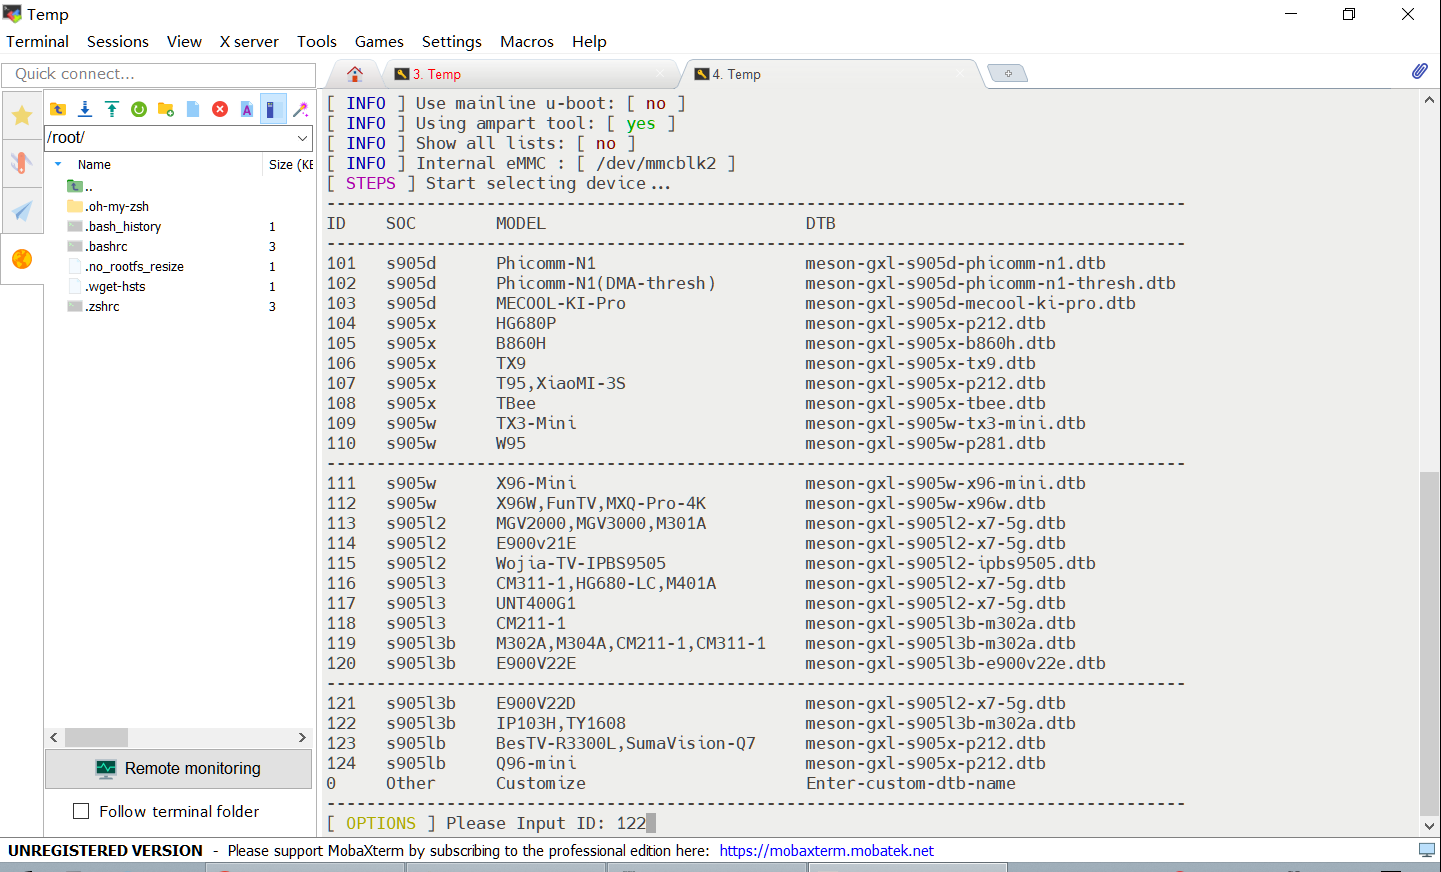 Temp
Terminal Sessions View X server Tools Games Settings Macros Help
Quick connect...
3. Temp
4. Temp
/root/
Name Size (KE
..
.oh-my-zsh
.bash_history 1
.bashrc 3
.no_rootfs_resize 1
.wget-hsts 1
.zshrc 3
Remote monitoring
Follow terminal folder
[ INFO ] Use mainline u-boot: [ no ]
[ INFO ] Using ampart tool: [ yes ]
[ INFO ] Show all lists: [ no ]
[ INFO ] Internal eMMC : [ /dev/mmcblk2 ]
[ STEPS ] Start selecting device...
--------------------------------------------------------------------------------------
ID SOC MODEL DTB
--------------------------------------------------------------------------------------
101 s905d Phicomm-N1 meson-gxl-s905d-phicomm-n1.dtb
102 s905d Phicomm-N1(DMA-thresh) meson-gxl-s905d-phicomm-n1-thresh.dtb
103 s905d MECOOL-KI-Pro meson-gxl-s905d-mecool-ki-pro.dtb
104 s905x HG680P meson-gxl-s905x-p212.dtb
105 s905x B860H meson-gxl-s905x-b860h.dtb
106 s905x TX9 meson-gxl-s905x-tx9.dtb
107 s905x T95,XiaoMI-3S meson-gxl-s905x-p212.dtb
108 s905x TBee meson-gxl-s905x-tbee.dtb
109 s905w TX3-Mini meson-gxl-s905w-tx3-mini.dtb
110 s905w W95 meson-gxl-s905w-p281.dtb
--------------------------------------------------------------------------------------
111 s905w X96-Mini meson-gxl-s905w-x96-mini.dtb
112 s905w X96W,FunTV,MXQ-Pro-4K meson-gxl-s905w-x96w.dtb
113 s905l2 MGV2000,MGV3000,M301A meson-gxl-s905l2-x7-5g.dtb
114 s905l2 E900v21E meson-gxl-s905l2-x7-5g.dtb
115 s905l2 Wojia-TV-IPBS9505 meson-gxl-s905l2-ipbs9505.dtb
116 s905l3 CM311-1,HG680-LC,M401A meson-gxl-s905l2-x7-5g.dtb
117 s905l3 UNT400G1 meson-gxl-s905l2-x7-5g.dtb
118 s905l3 CM211-1 meson-gxl-s905l3b-m302a.dtb
119 s905l3b M302A,M304A,CM211-1,CM311-1 meson-gxl-s905l3b-m302a.dtb
120 s905l3b E900V22E meson-gxl-s905l3b-e900v22e.dtb
--------------------------------------------------------------------------------------
121 s905l3b E900V22D meson-gxl-s905l2-x7-5g.dtb
122 s905l3b IP103H,TY1608 meson-gxl-s905l3b-m302a.dtb
123 s905lb BesTV-R3300L,SumaVision-Q7 meson-gxl-s905x-p212.dtb
124 s905lb Q96-mini meson-gxl-s905x-p212.dtb
0 Other Customize Enter-custom-dtb-name
--------------------------------------------------------------------------------------
[ OPTIONS ] Please Input ID: 122
UNREGISTERED VERSION - Please support MobaXterm by subscribing to the professional edition here: https://mobaxterm.mobatek.net